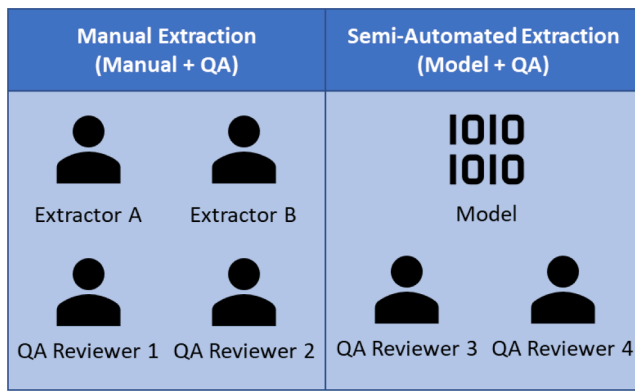 Manual Extraction
(Manual + QA)
Semi-Automated Extraction
(Model + QA)
Extractor A
Extractor B
1010
1010
Model
QA Reviewer 1
QA Reviewer 2
QA Reviewer 3
QA Reviewer 4